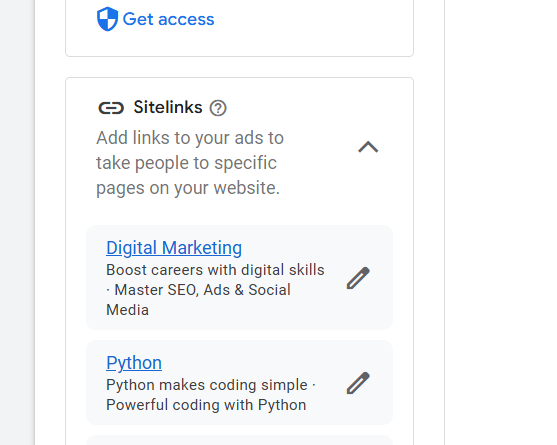 Get access
Sitelinks
Add links to your ads to
take people to specific
pages on your website.
Digital Marketing
Boost careers with digital skills
· Master SEO, Ads & Social
Media
Python
Python makes coding simple ·
Powerful coding with Python